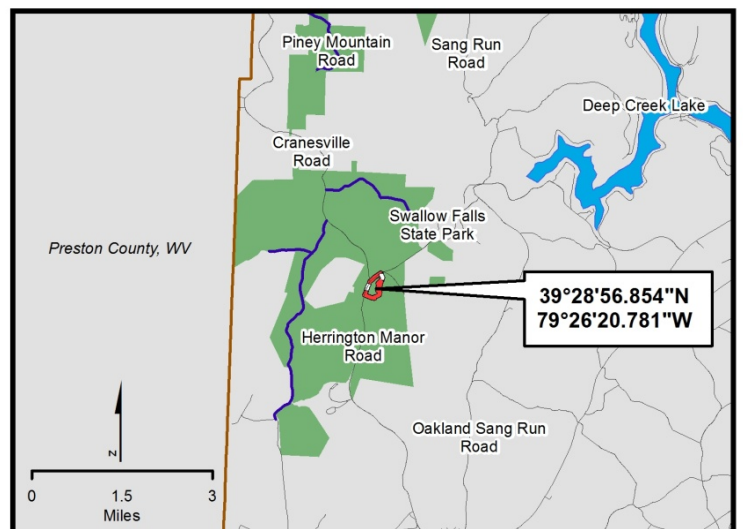 Piney Mountain
Road
Sang Run
Road
Deep Creek Lake
Cranesville
Road
Swallow Falls
State Park
Preston County, WV
39°28'56.854"N
79°26'20.781"W
Herrington Manor
Road
Oakland Sang Run
Road
N
0 1.5 3
Miles